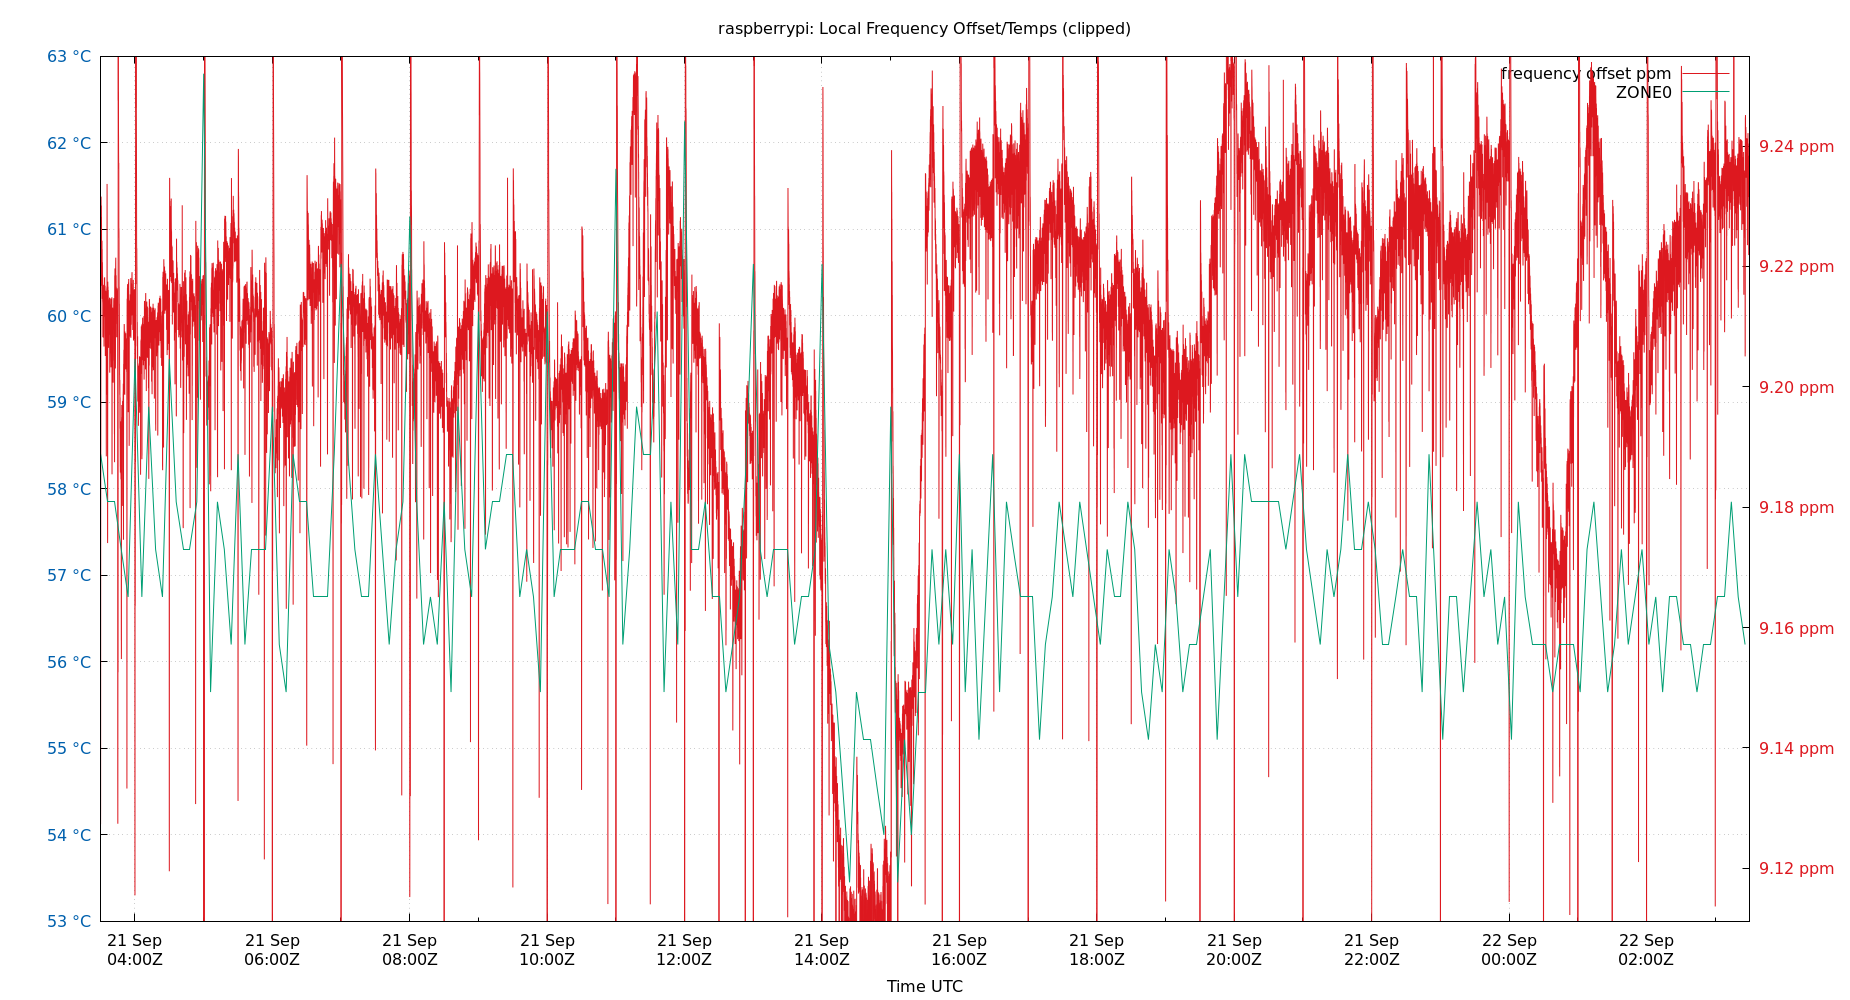 raspberrypi: Local Frequency Offset/Temps (clipped)
63 °C
62 °C
61 °C
60 °C
59 °C
58 °C
57 °C
56 °C
55 °C
54 °C
53 °C
frequency offset ppm
ZONE0
9.24 ppm
9.22 ppm
9.20 ppm
9.18 ppm
9.16 ppm
9.14 ppm
9.12 ppm
21 Sep
04:00Z
21 Sep
06:00Z
21 Sep
08:00Z
21 Sep
10:00Z
21 Sep
12:00Z
21 Sep
14:00Z
21 Sep
16:00Z
21 Sep
18:00Z
21 Sep
20:00Z
21 Sep
22:00Z
22 Sep
00:00Z
22 Sep
02:00Z
Time UTC